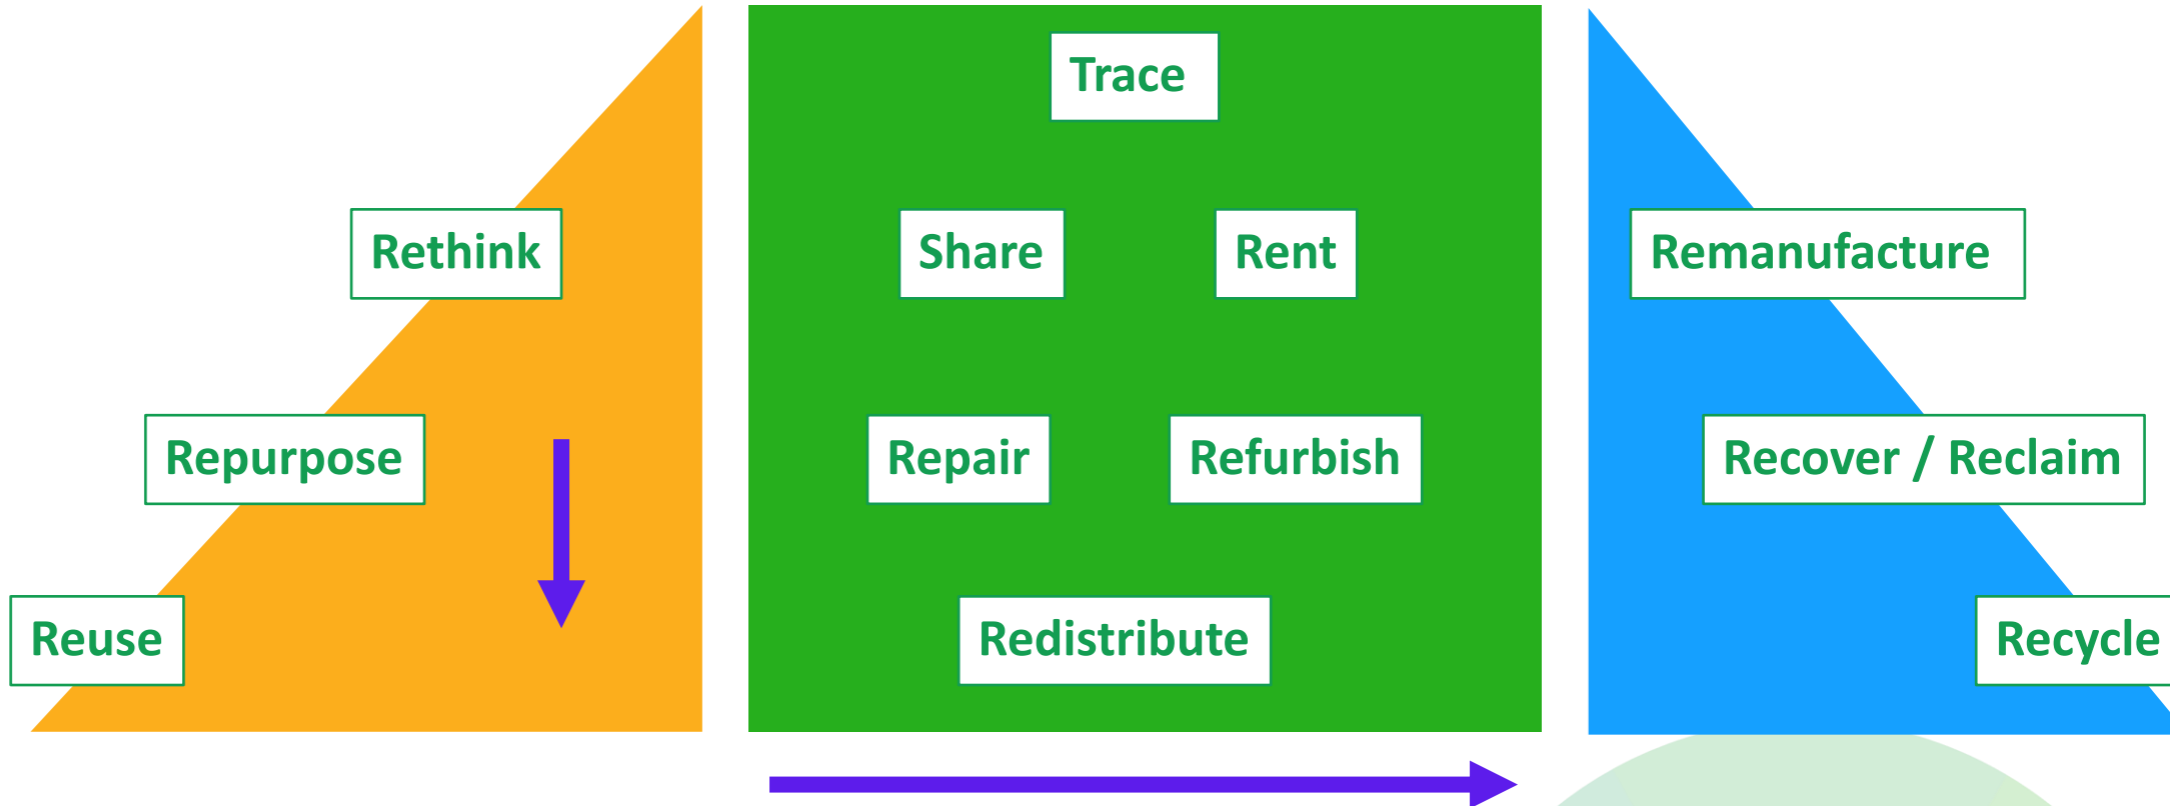 Trace
Rethink
Share
Rent
Remanufacture
Repurpose
Repair
Refurbish
Recover / Reclaim
Reuse
Redistribute
Recycle